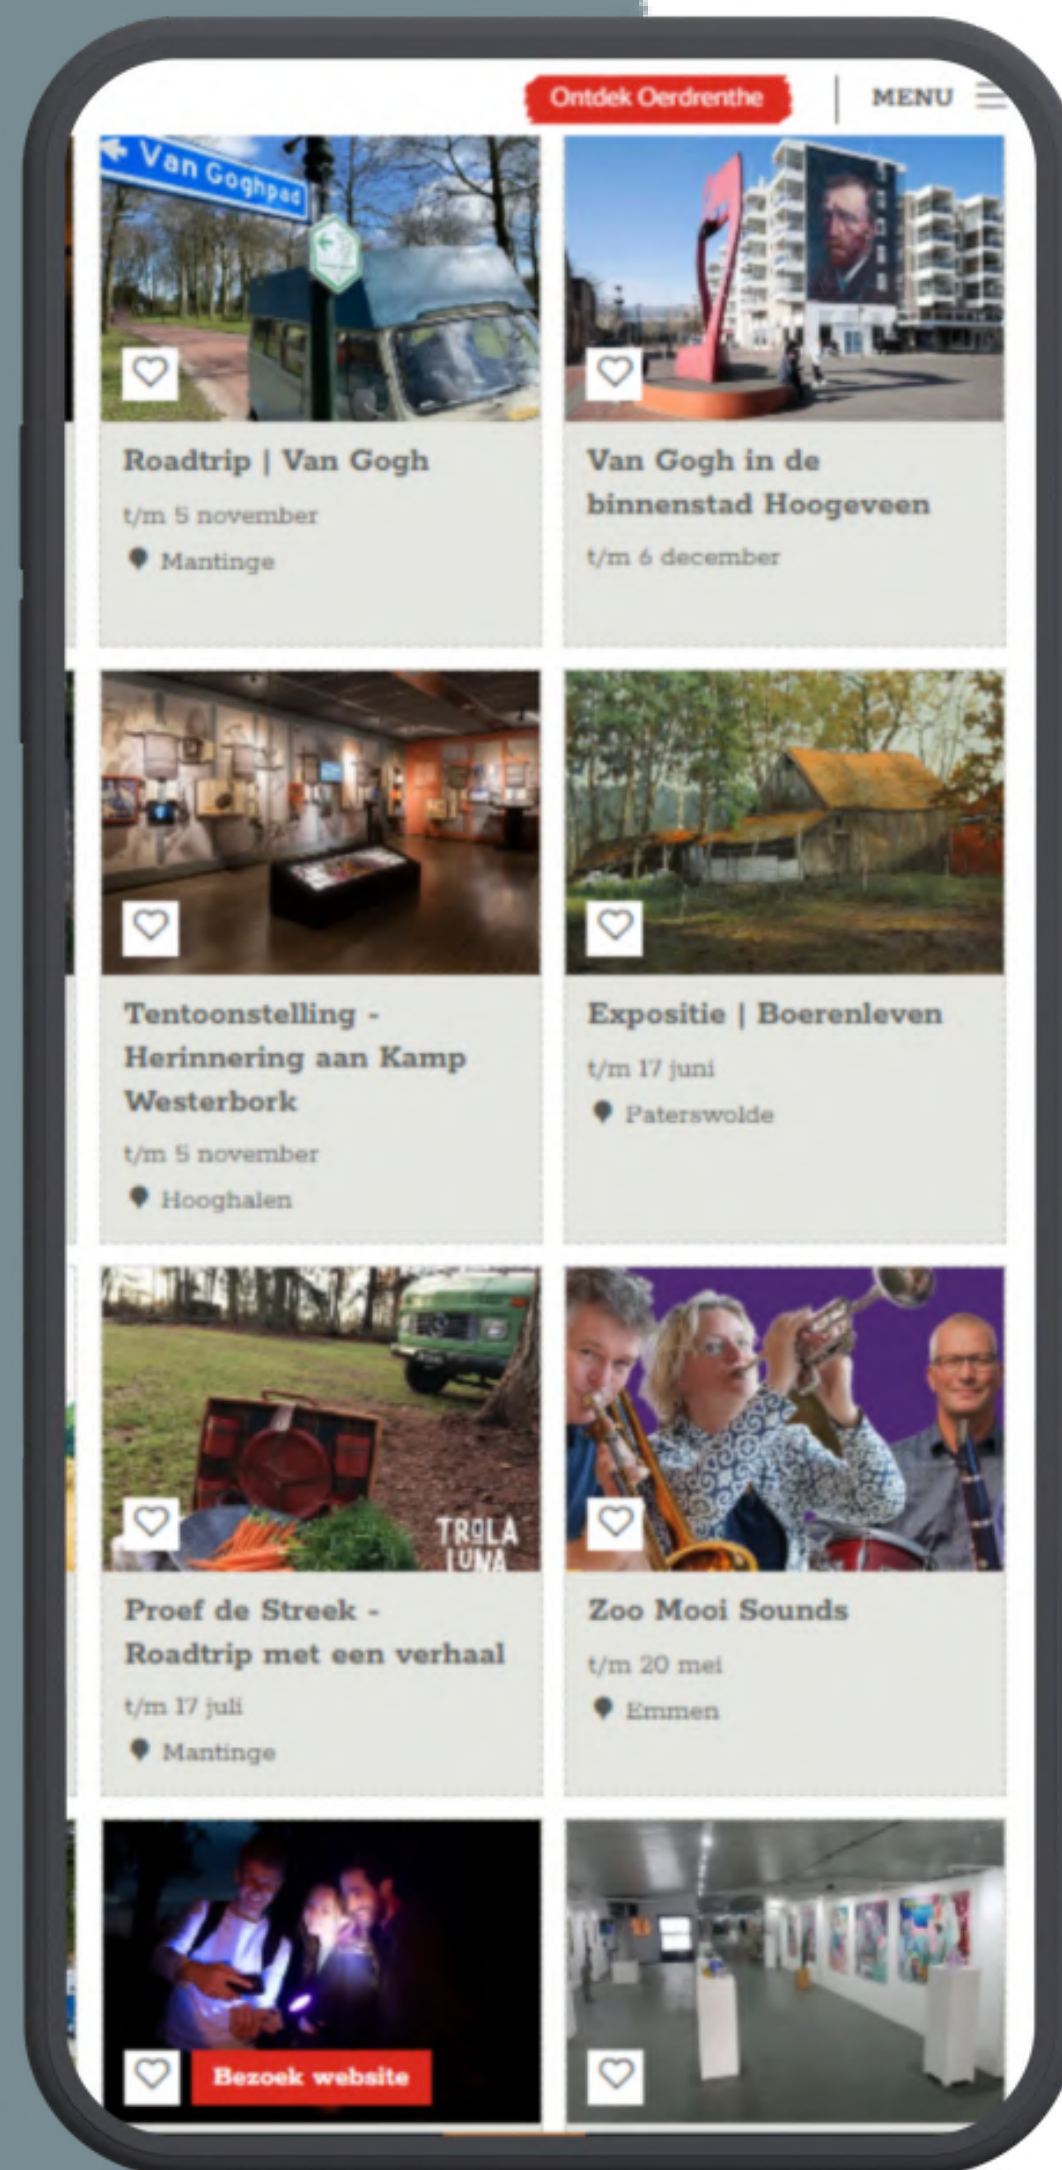 Ontdek Oerdrenthe
MENU
Van Goghpad
Roadtrip | Van Gogh
t/m 5 november
Mantinge
Van Gogh in de
binnenstad Hoogeveen
t/m 6 december
Tentoonstelling -
Herinnering aan Kamp
Westerbork
t/m 5 november
Hooghalen
Expositie | Boerenleven
t/m 17 juni
Paterswolde
TROLA
LUNA
Proef de Streek -
Roadtrip met een verhaal
t/m 17 juli
Mantinge
Zoo Mooi Sounds
t/m 20 mei
Emmen
Bezoek website